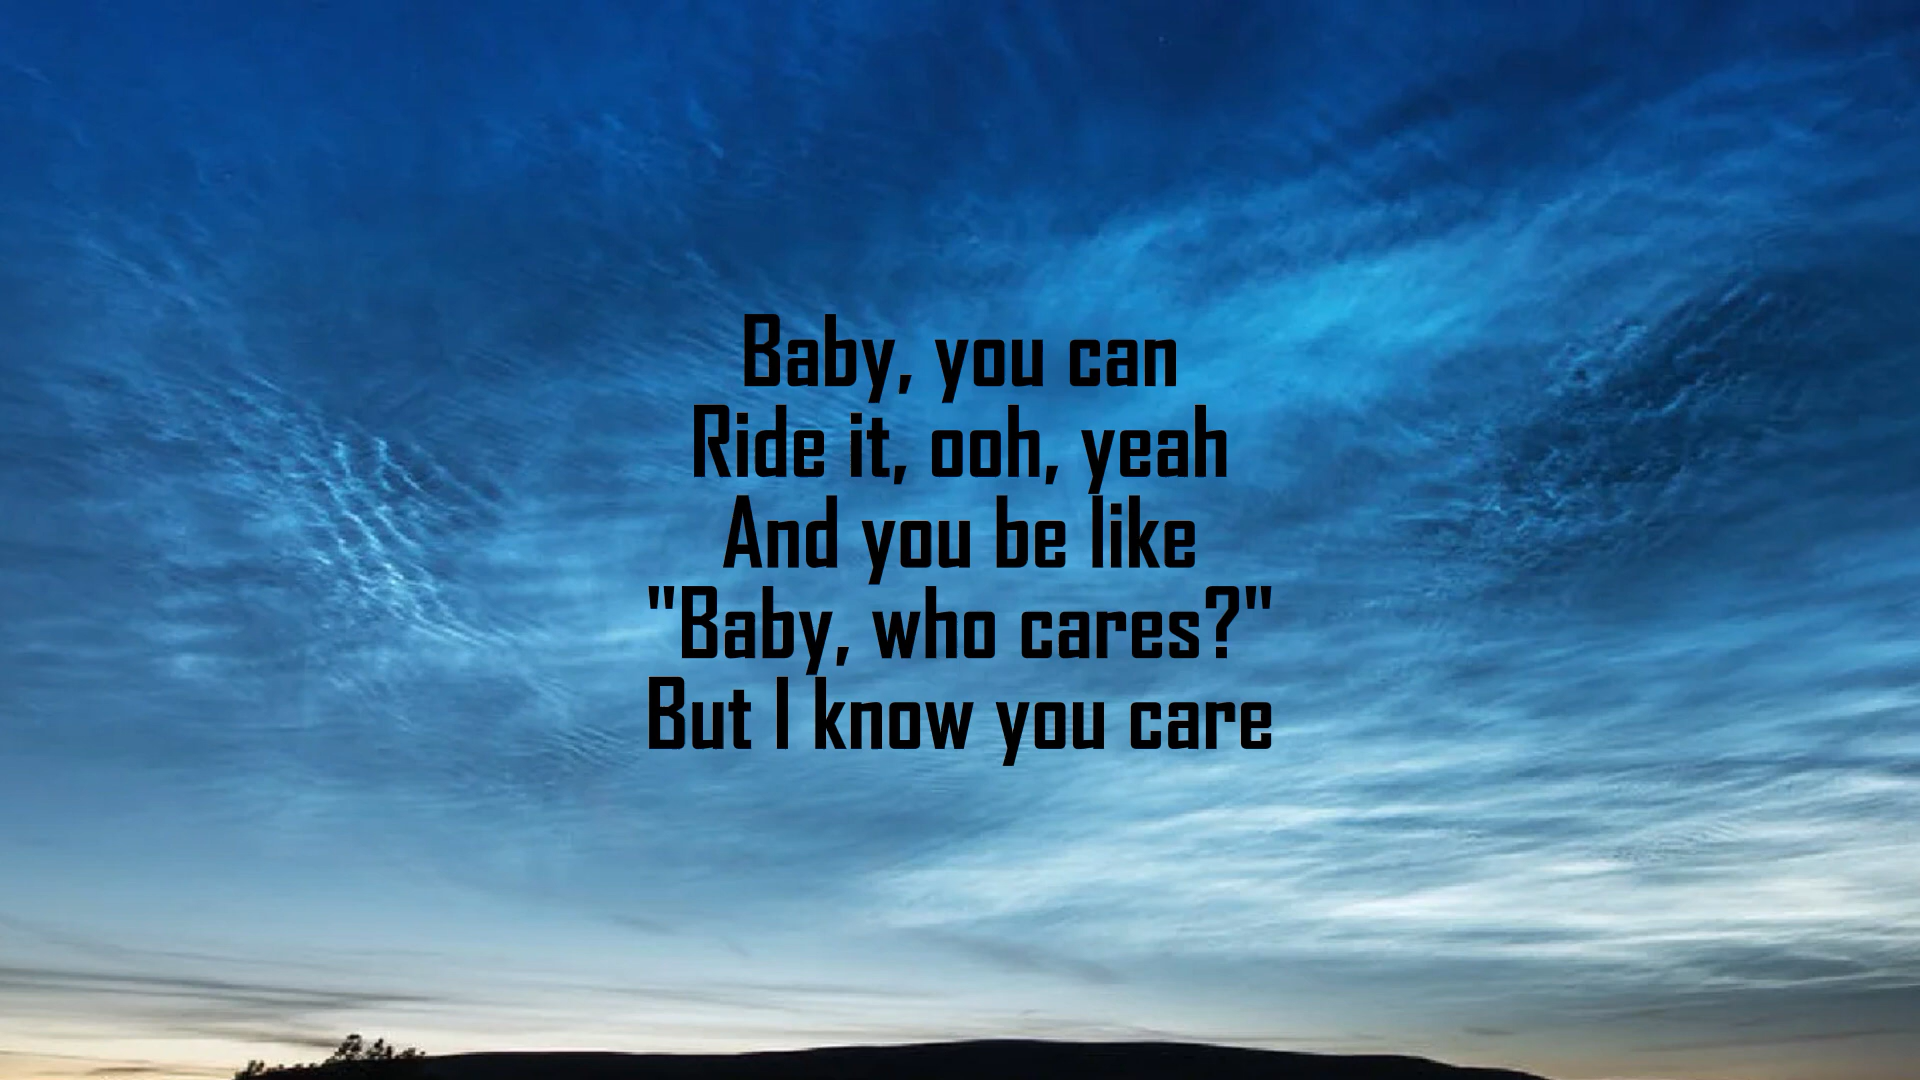 Baby, you can
Ride it, ooh, yeah
And you be like
"Baby, who cares?"
But I know you care